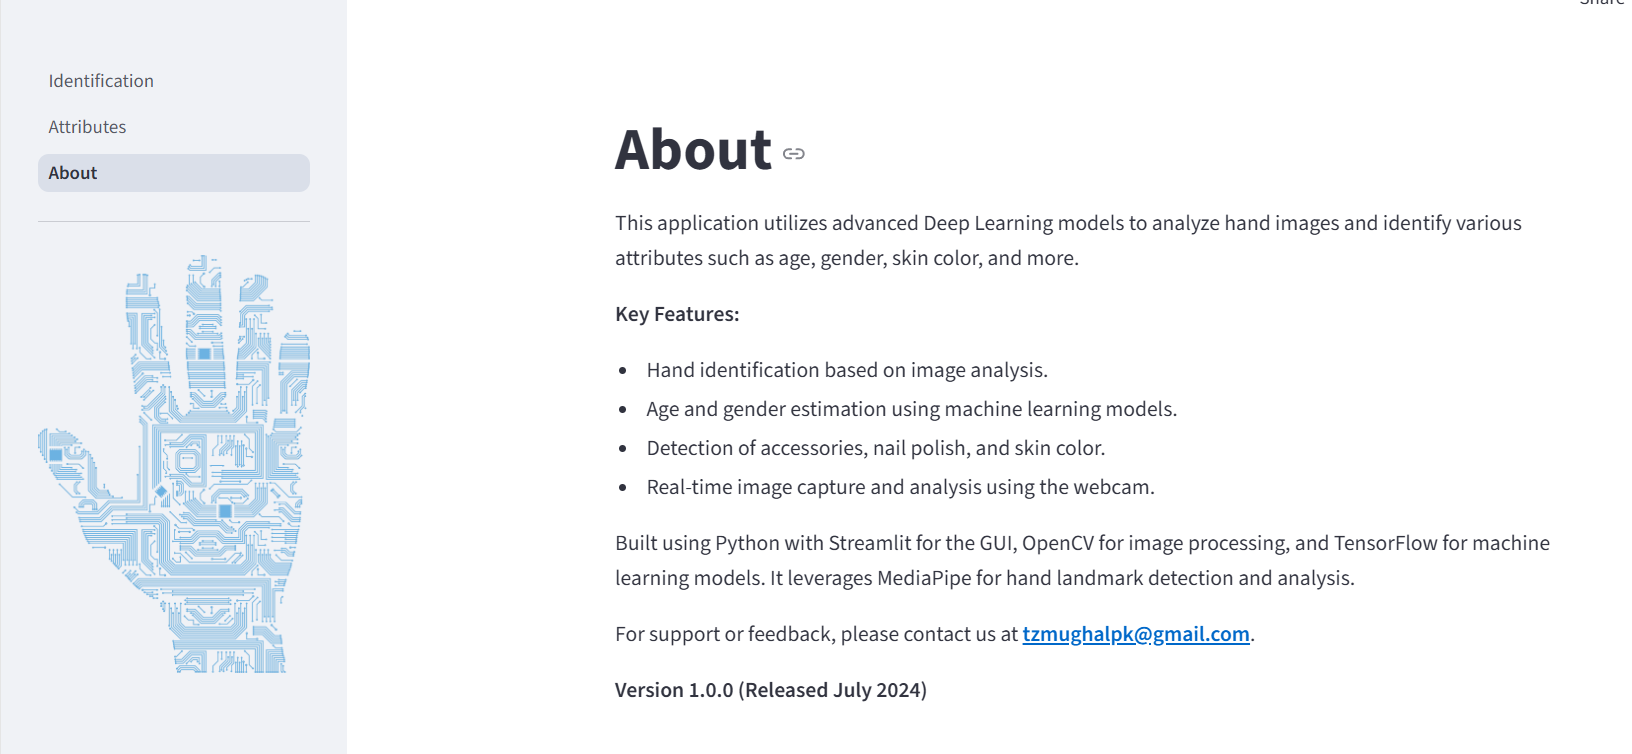 Share
Identification
Attributes
About
About
This application utilizes advanced Deep Learning models to analyze hand images and identify various
attributes such as age, gender, skin color, and more.
Key Features:
• Hand identification based on image analysis.
• Age and gender estimation using machine learning models.
• Detection of accessories, nail polish, and skin color.
• Real-time image capture and analysis using the webcam.
Built using Python with Streamlit for the GUI, OpenCV for image processing, and TensorFlow for machine
learning models. It leverages MediaPipe for hand landmark detection and analysis.
For support or feedback, please contact us at tzmughalpk@gmail.com.
Version 1.0.0 (Released July 2024)